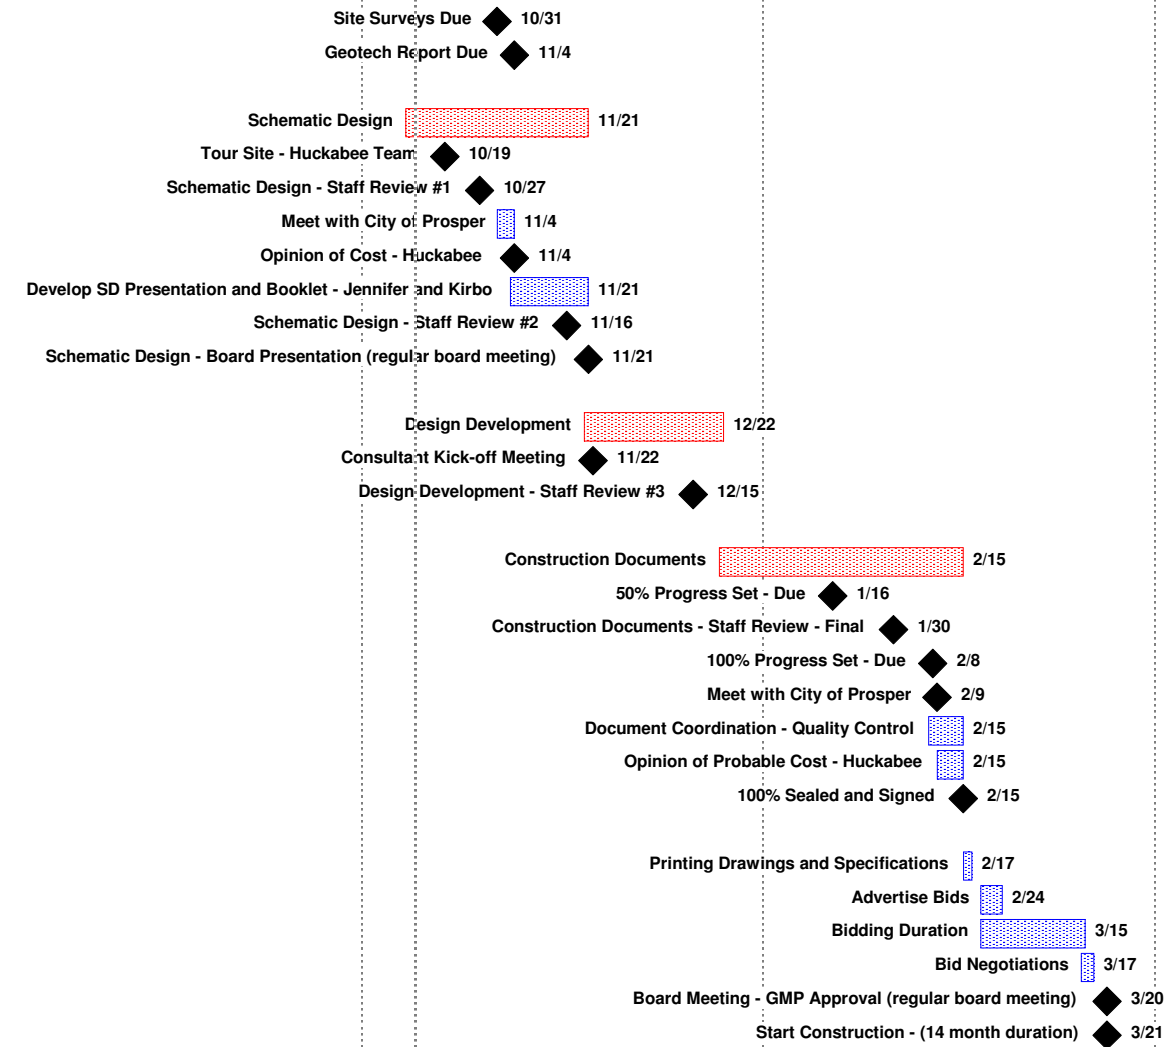 Site Surveys Due 10/31
Geotech Report Due 11/4
Schematic Design 11/21
Tour Site - Huckabee Team 10/19
Schematic Design - Staff Review #1 10/27
Meet with City of Prosper 11/4
Opinion of Cost - Huckabee 11/4
Develop SD Presentation and Booklet - Jennifer and Kirbo 11/21
Schematic Design - Staff Review #2 11/16
Schematic Design - Board Presentation (regular board meeting) 11/21
Design Development 12/22
Consultant Kick-off Meeting 11/22
Design Development - Staff Review #3 12/15
Construction Documents 2/15
50% Progress Set - Due 1/16
Construction Documents - Staff Review - Final 1/30
100% Progress Set - Due 2/8
Meet with City of Prosper 2/9
Document Coordination - Quality Control 2/15
Opinion of Probable Cost - Huckabee 2/15
100% Sealed and Signed 2/15
Printing Drawings and Specifications 2/17
Advertise Bids 2/24
Bidding Duration 3/15
Bid Negotiations 3/17
Board Meeting - GMP Approval (regular board meeting) 3/20
Start Construction - (14 month duration) 3/21